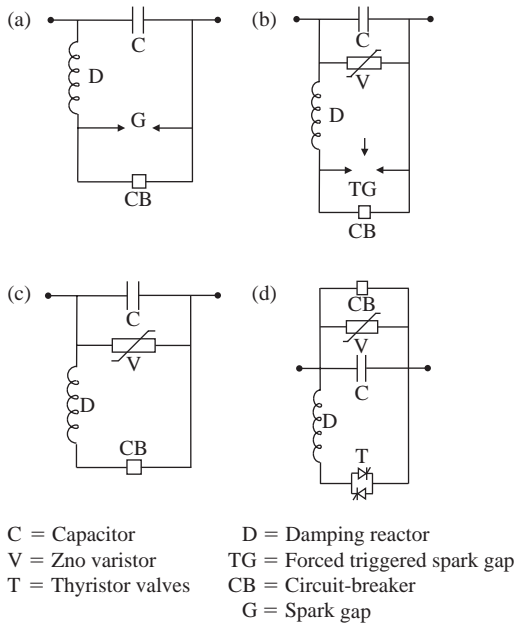 (a)
C
D
G
CB
(b)
C
V
D
TG
CB
(c)
C
V
D
CB
(d)
CB
V
C
D
T
C = Capacitor
V = Zno varistor
T = Thyristor valves
D = Damping reactor
TG = Forced triggered spark gap
CB = Circuit-breaker
G = Spark gap